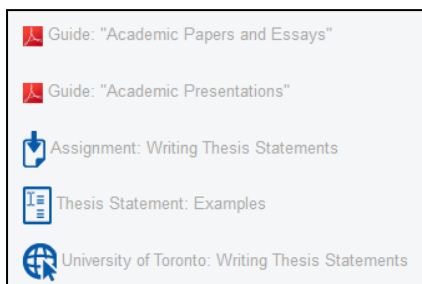 Guide: "Academic Papers and Essays"
Guide: "Academic Presentations"
Assignment: Writing Thesis Statements
Thesis Statement: Examples
University of Toronto: Writing Thesis Statements